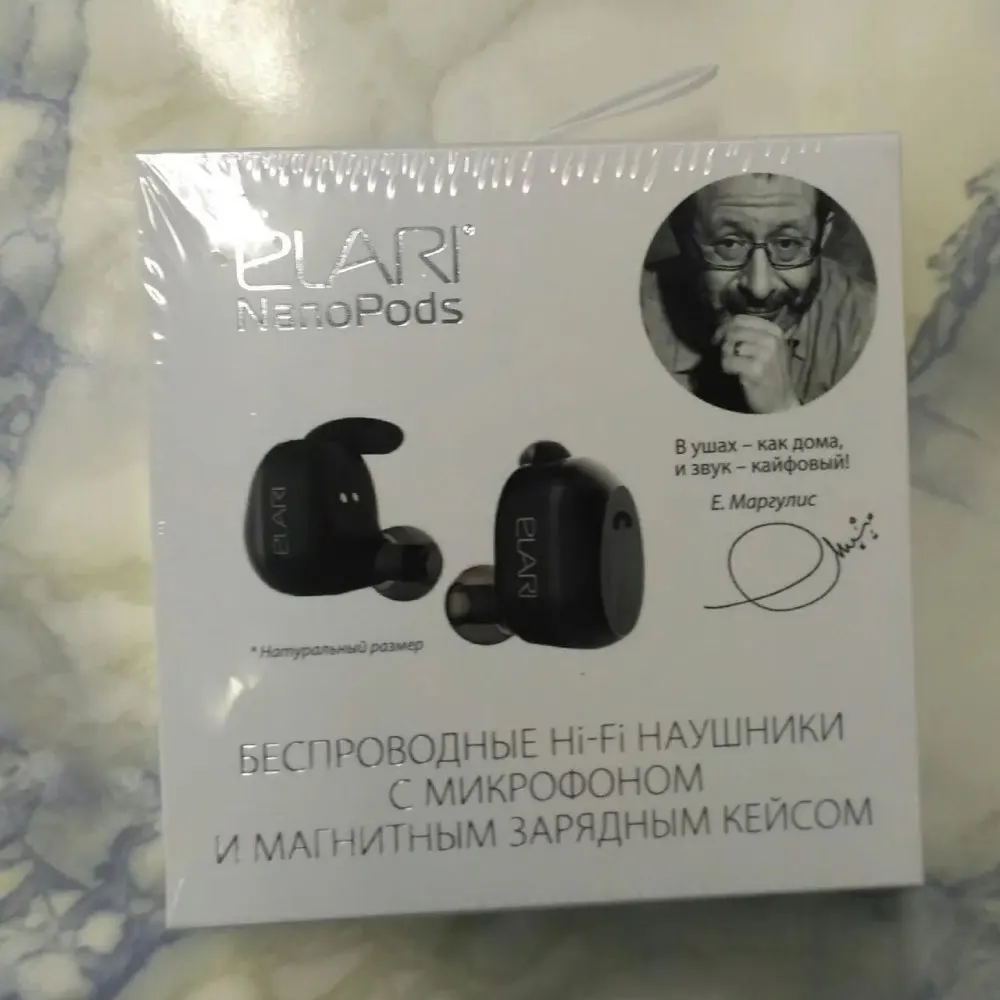 ELARI
NanoPods
В ушах – как дома,
и звук – кайфовый!
Е. Маргулис
ELARI
ELARI
* Натуральный размер
БЕСПРОВОДНЫЕ Hi-Fi НАУШНИКИ
С МИКРОФОНОМ
И МАГНИТНЫМ ЗАРЯДНЫМ КЕЙСОМ